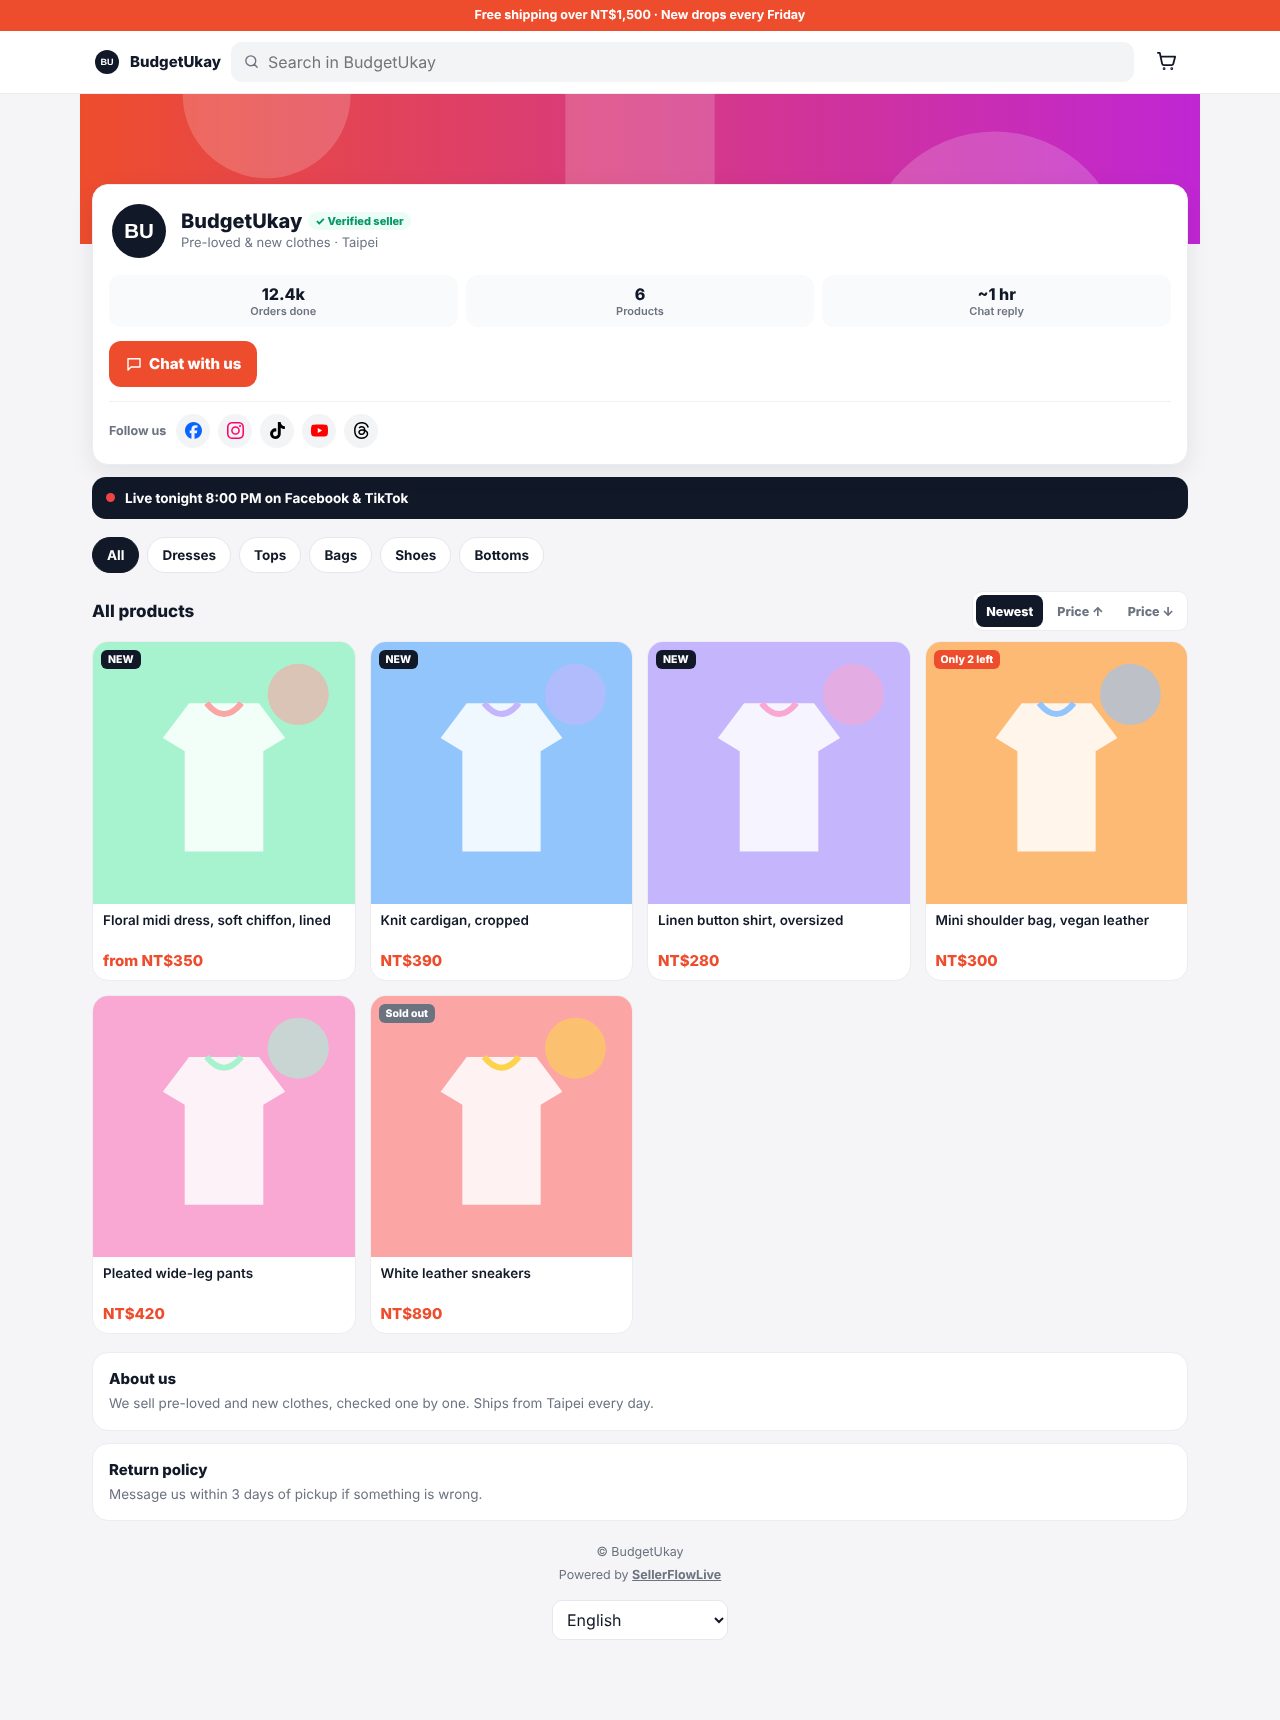 Free shipping over NT$1,500 · New drops every Friday
BU
BudgetUkay
Search in BudgetUkay
BU
BudgetUkay
✓ Verified seller
Pre-loved & new clothes · Taipei
12.4k
Orders done
6
Products
~1 hr
Chat reply
Chat with us
Follow us
Live tonight 8:00 PM on Facebook & TikTok
All
Dresses
Tops
Bags
Shoes
Bottoms
All products
Newest
Price ↑
Price ↓
NEW
Floral midi dress, soft chiffon, lined
from NT$350
NEW
Knit cardigan, cropped
NT$390
NEW
Linen button shirt, oversized
NT$280
Only 2 left
Mini shoulder bag, vegan leather
NT$300
Pleated wide-leg pants
NT$420
Sold out
White leather sneakers
NT$890
About us
We sell pre-loved and new clothes, checked one by one. Ships from Taipei every day.
Return policy
Message us within 3 days of pickup if something is wrong.
© BudgetUkay
Powered by SellerFlowLive
English